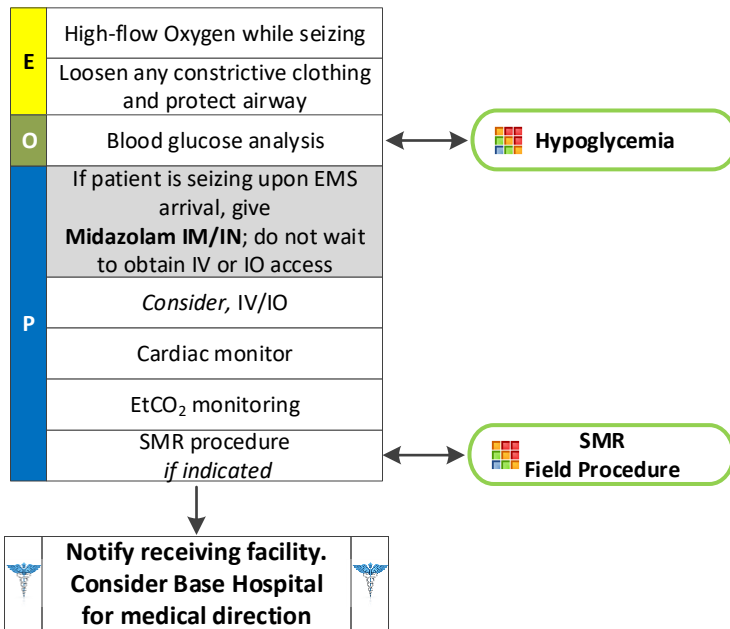 E
High-flow Oxygen while seizing
Loosen any constrictive clothing
and protect airway
O
Blood glucose analysis
Hypoglycemia
P
If patient is seizing upon EMS
arrival, give
Midazolam IM/IN; do not wait
to obtain IV or IO access
Consider, IV/IO
Cardiac monitor
EtCO₂ monitoring
SMR procedure
if indicated
SMR
Field Procedure
Notify receiving facility.
Consider Base Hospital
for medical direction